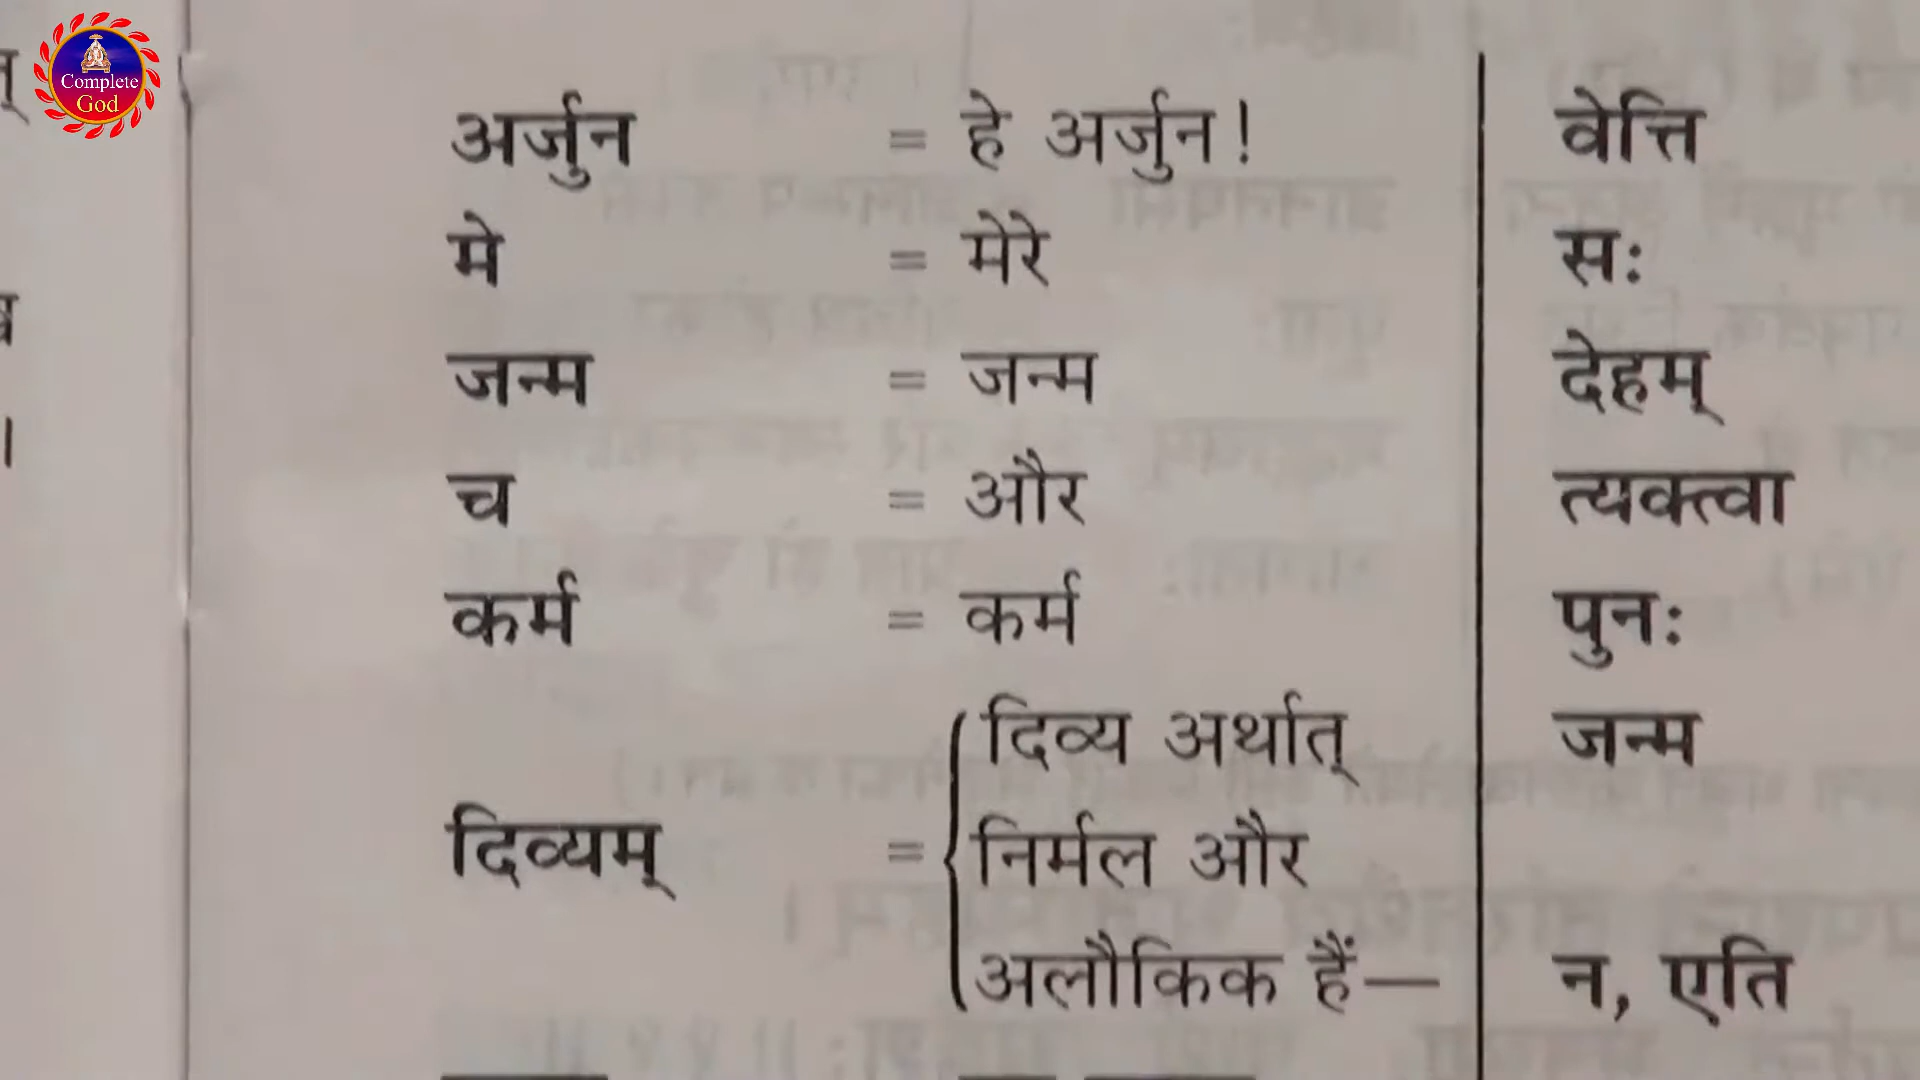 Complete
God
अर्जुन = हे अर्जुन!
मे = मेरे
जन्म = जन्म
च = और
कर्म = कर्म
दिव्यम् = दिव्य अर्थात्
निर्मल और
अलौकिक हैं—
वेत्ति
सः
देहम्
त्यक्त्वा
पुनः
जन्म
न, एति